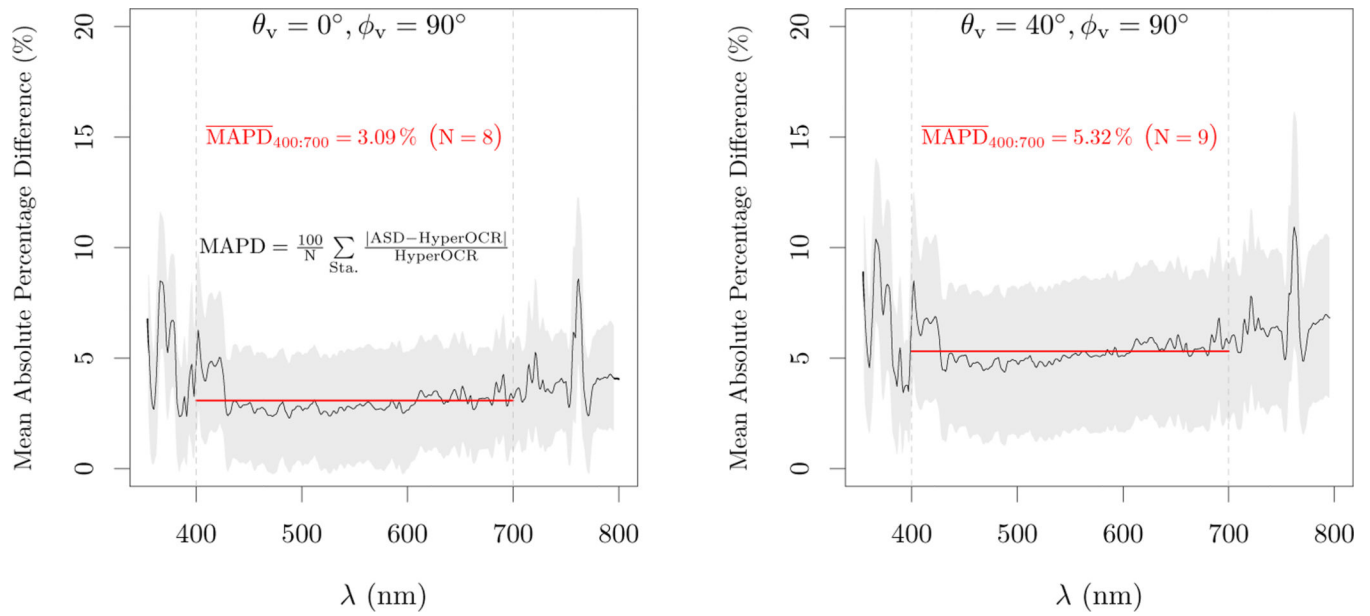 θv = 0°, ϕv = 90°
Mean Absolute Percentage Difference (%)
20
15
10
5
0
MAPD400:700 = 3.09 % (N = 8)
MAPD = 100/N ∑Sta. |ASD−HyperOCR|/HyperOCR
400 500 600 700 800
λ (nm)
θv = 40°, ϕv = 90°
Mean Absolute Percentage Difference (%)
20
15
10
5
0
MAPD400:700 = 5.32 % (N = 9)
400 500 600 700 800
λ (nm)